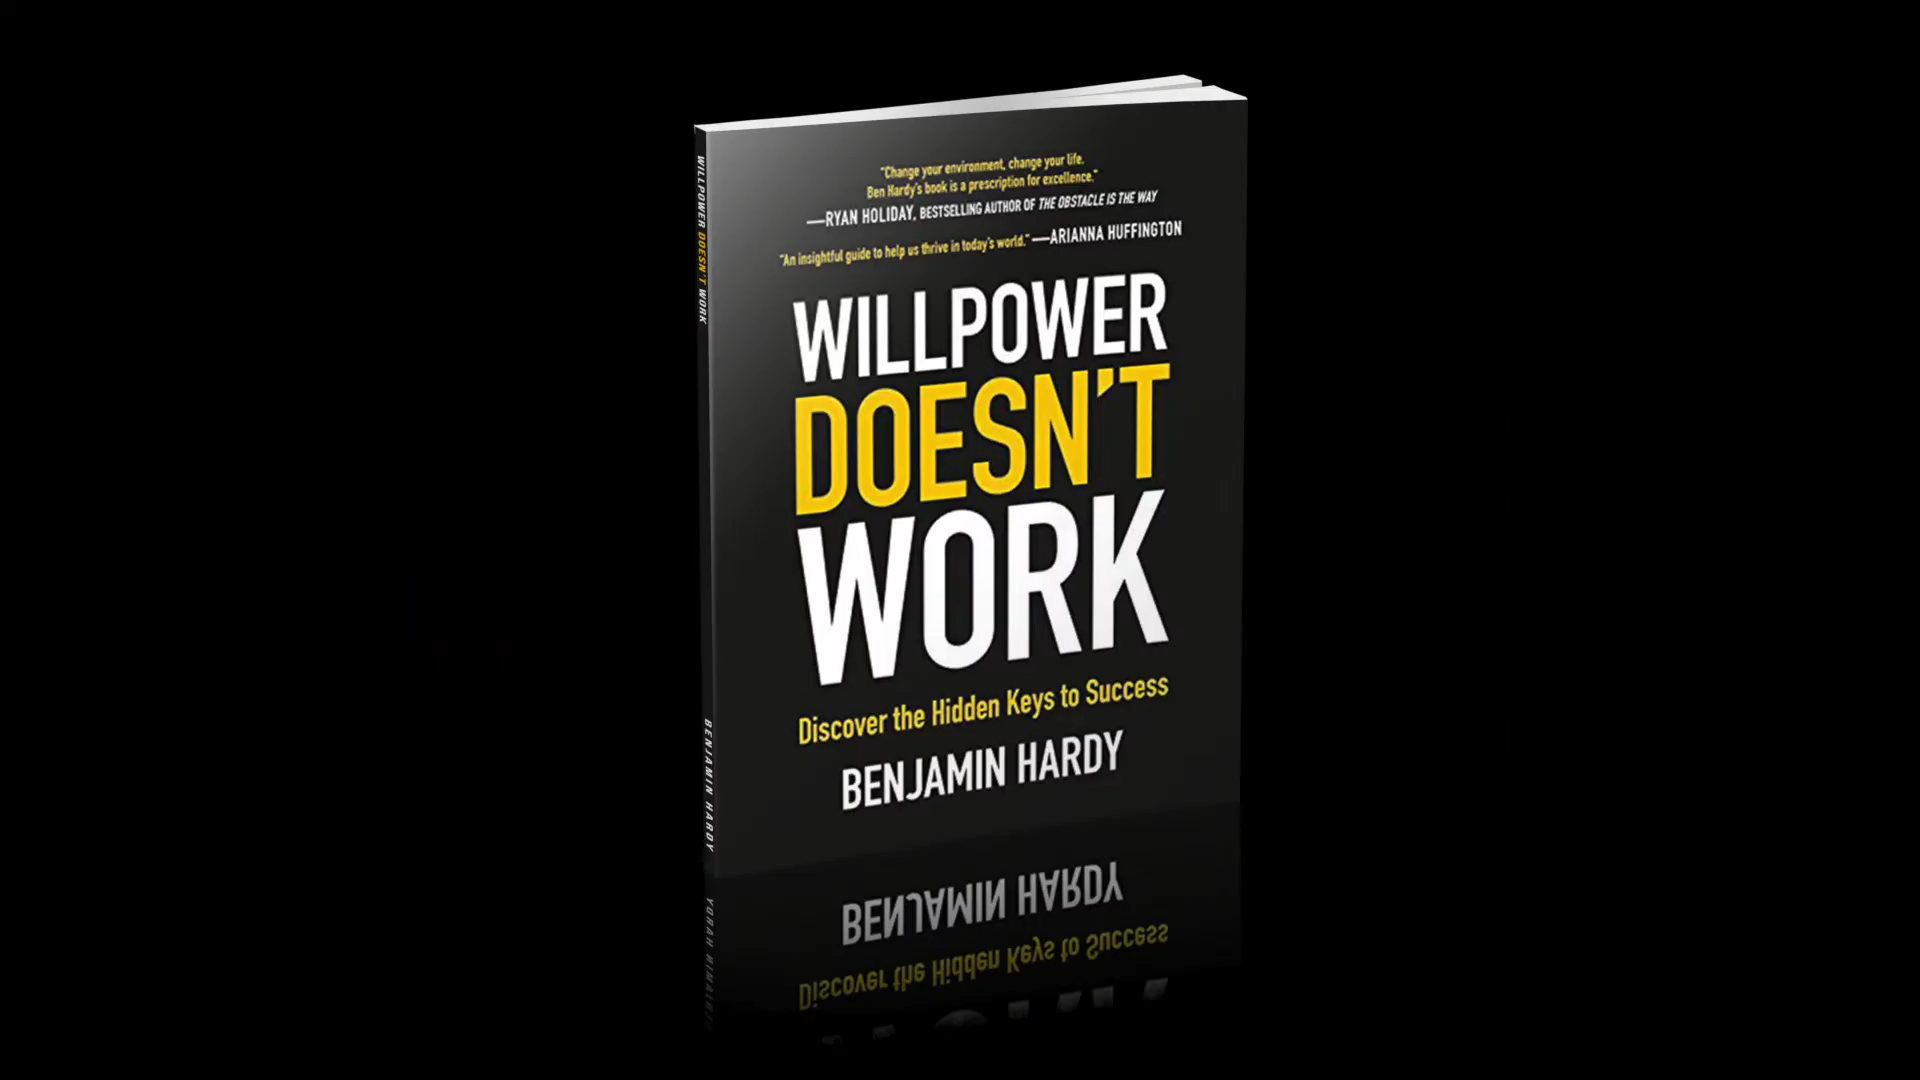 "Change your environment, change your life.
Ben Hardy's book is a prescription for excellence."
—RYAN HOLIDAY, BESTSELLING AUTHOR OF THE OBSTACLE IS THE WAY
"An insightful guide to help us thrive in today's world." —ARIANNA HUFFINGTON
WILLPOWER
DOESN'T
WORK
Discover the Hidden Keys to Success
BENJAMIN HARDY
WILLPOWER DOESN'T WORK
BENJAMIN HARDY